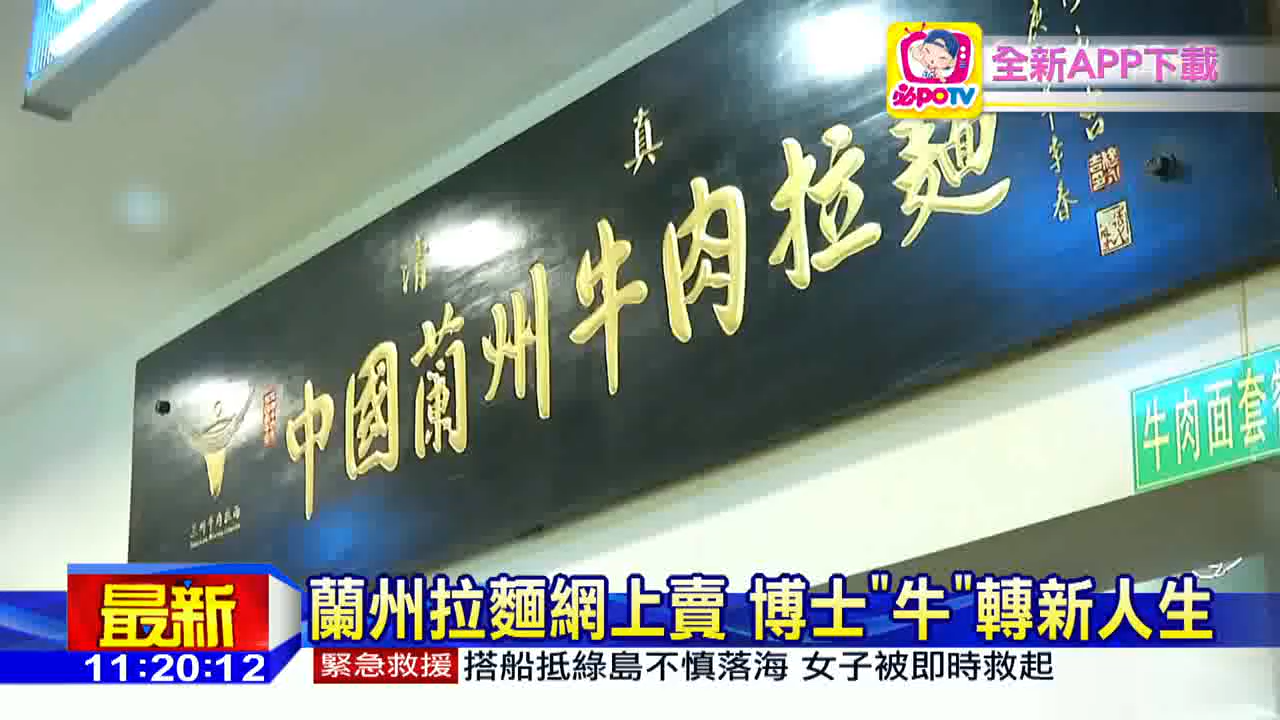 必POTV
全新APP下載
清 真
中國蘭州牛肉拉麵
牛肉面套
最新
11:20:12
蘭州拉麵網上賣 博士"牛"轉新人生
緊急救援 搭船抵綠島不慎落海 女子被即時救起